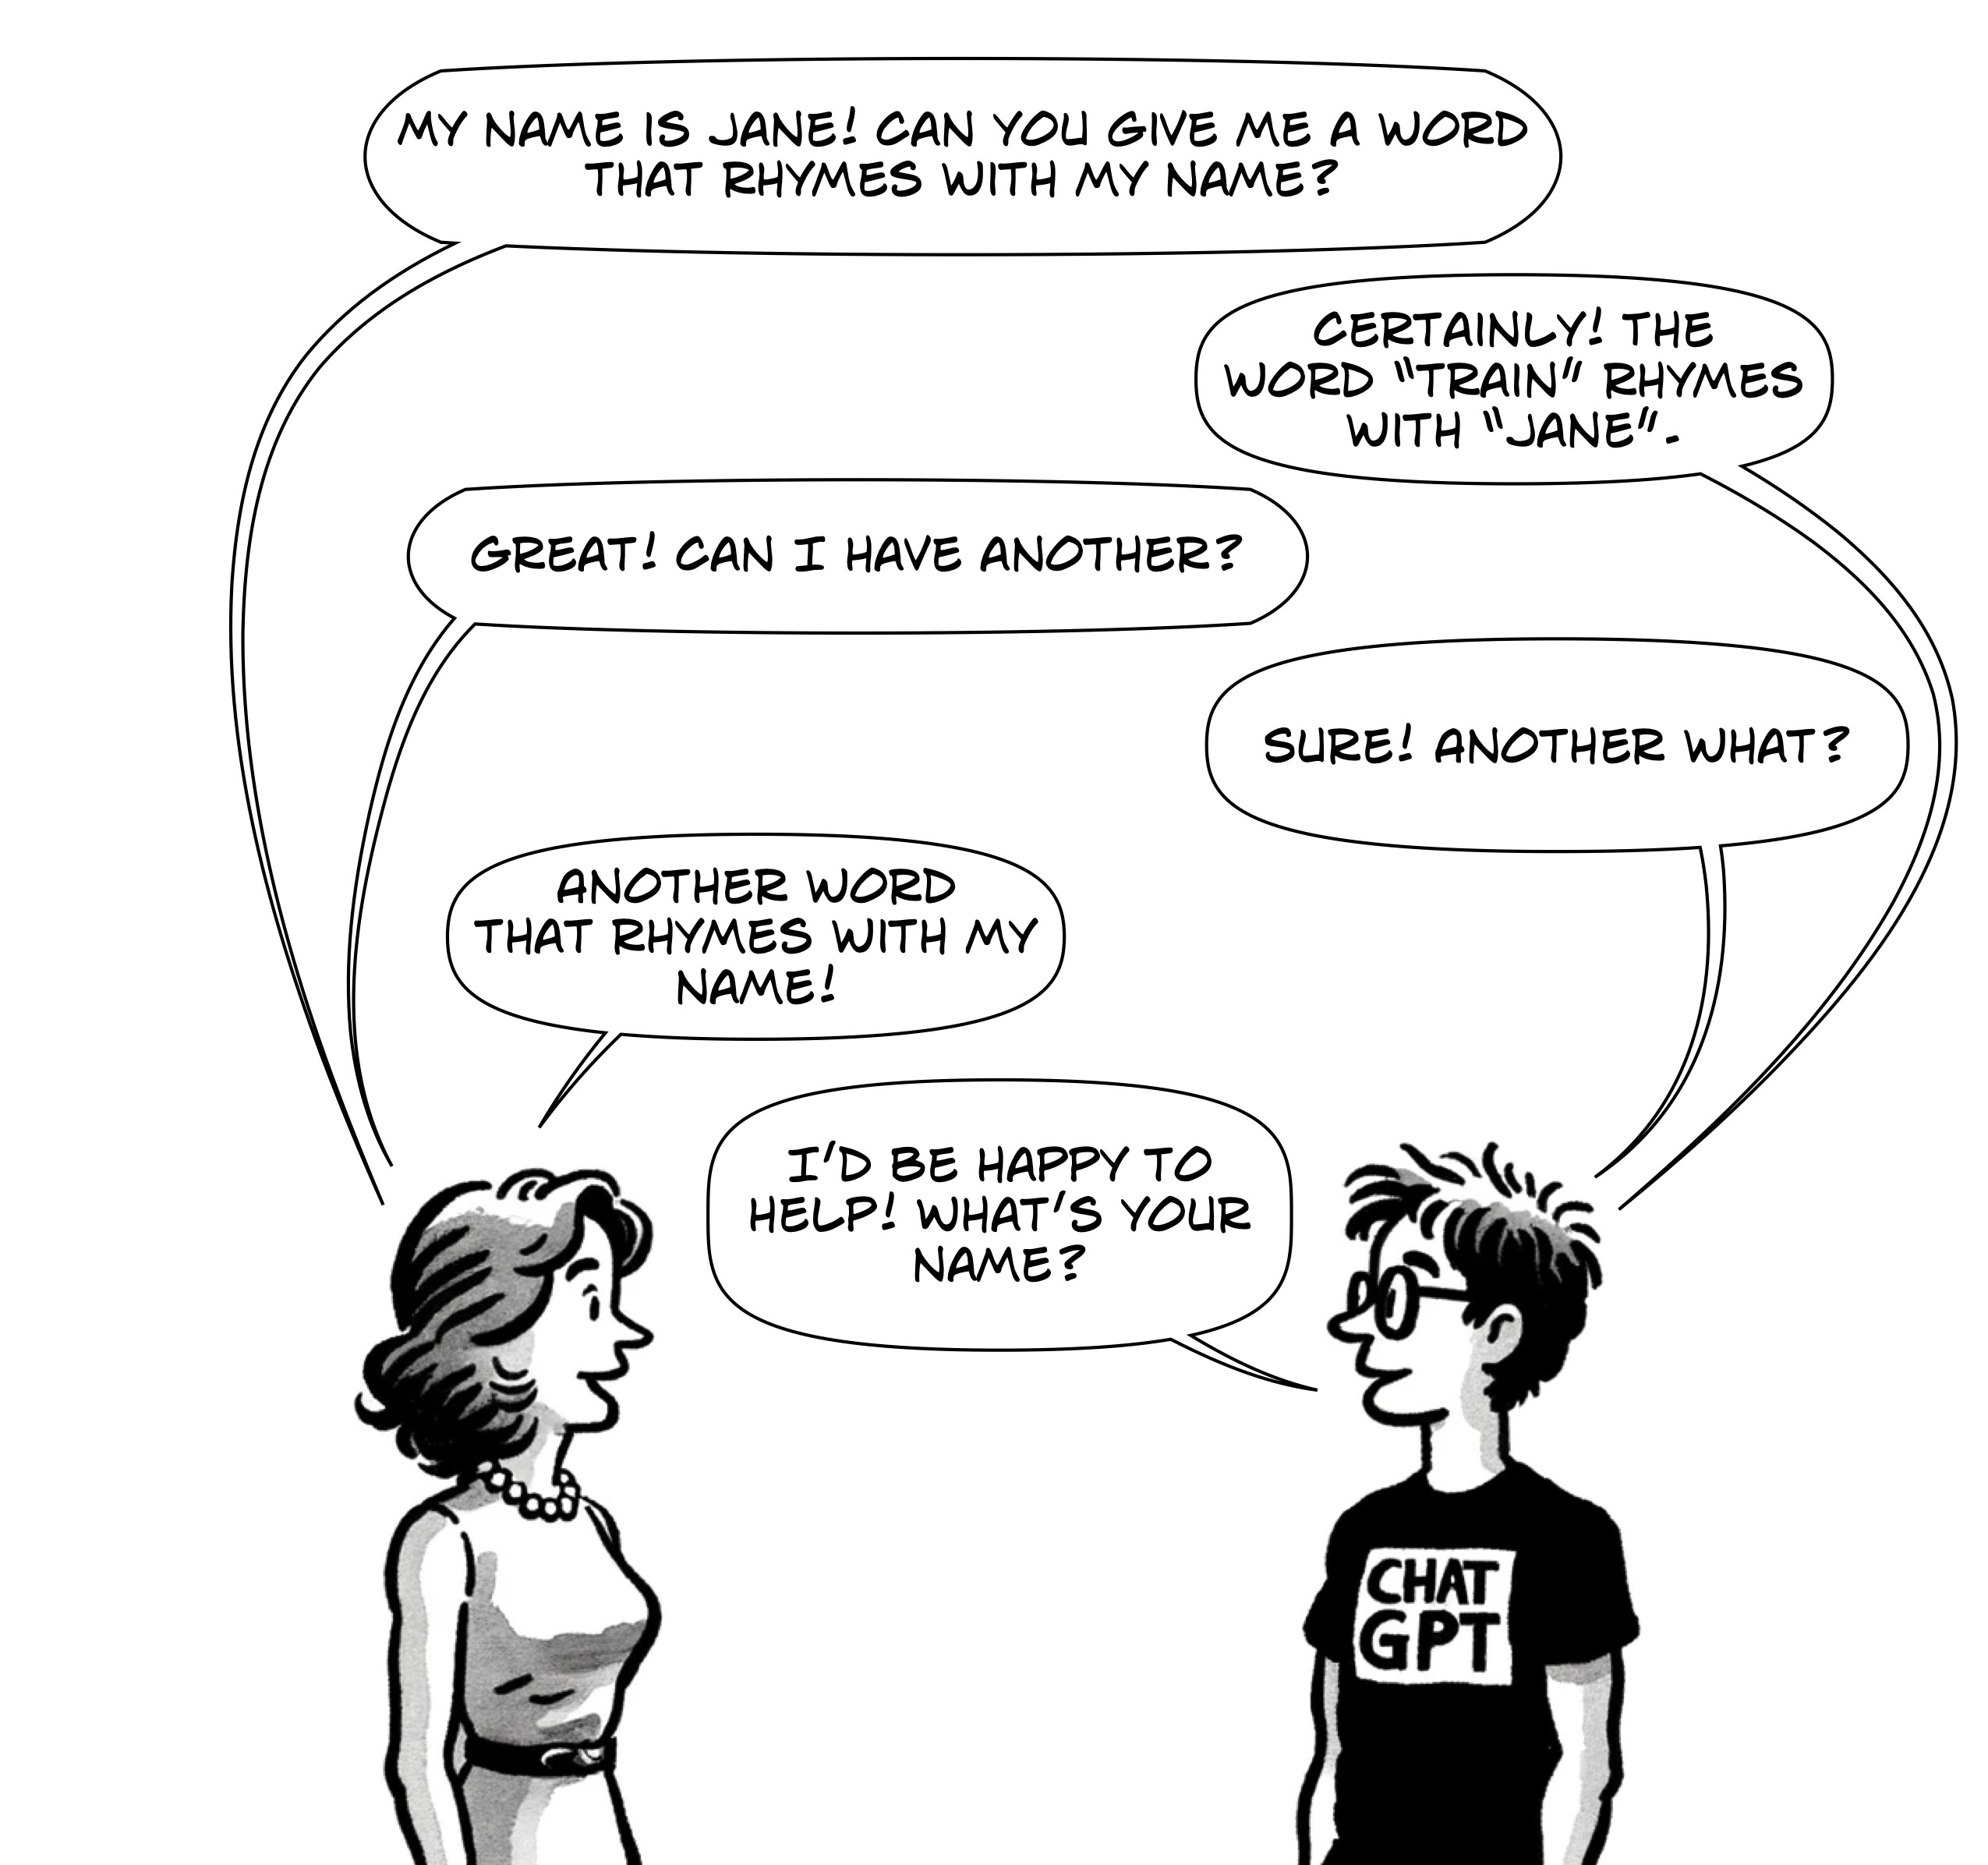 MY NAME IS JANE! CAN YOU GIVE ME A WORD
THAT RHYMES WITH MY NAME?
CERTAINLY! THE
WORD "TRAIN" RHYMES
WITH "JANE".
GREAT! CAN I HAVE ANOTHER?
SURE! ANOTHER WHAT?
ANOTHER WORD
THAT RHYMES WITH MY
NAME!
I'D BE HAPPY TO
HELP! WHAT'S YOUR
NAME?
CHAT
GPT